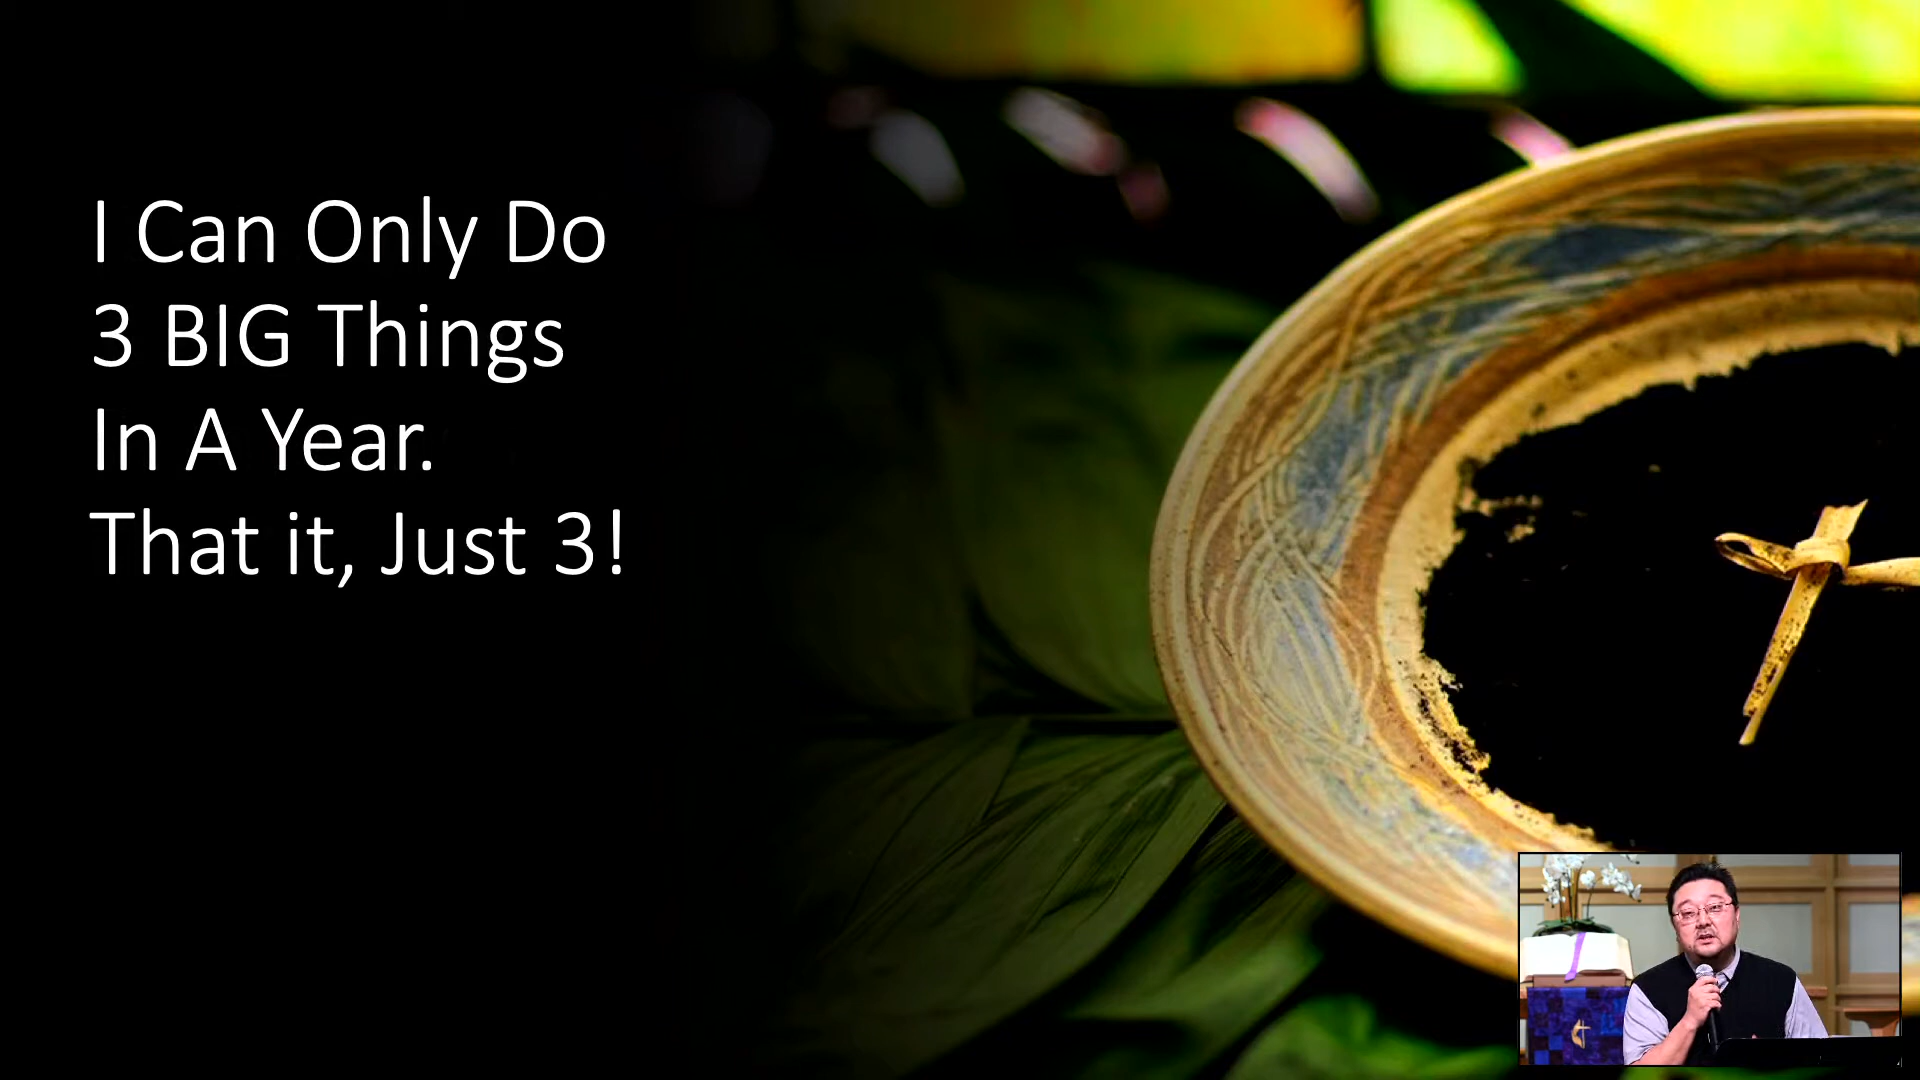 I Can Only Do
3 BIG Things
In A Year.
That it, Just 3!